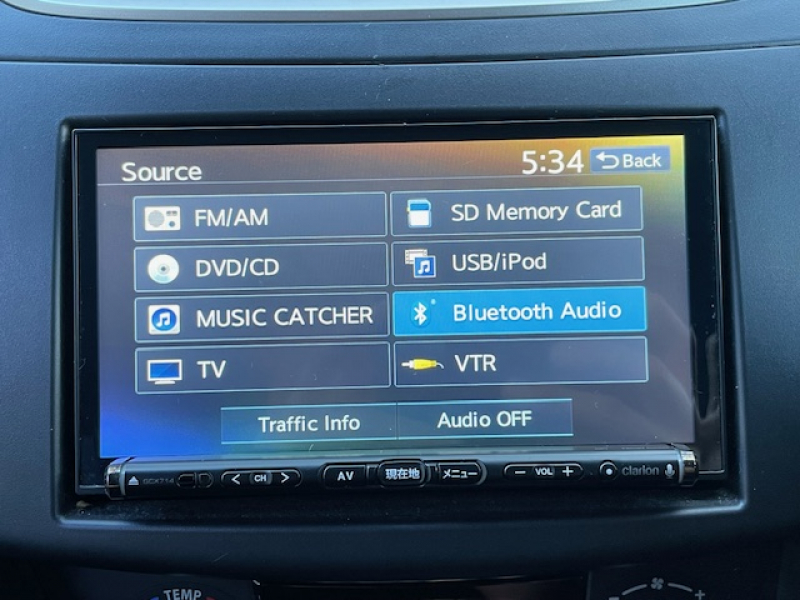 Source
5:34
Back
FM/AM
SD Memory Card
DVD/CD
USB/iPod
MUSIC CATCHER
Bluetooth Audio
TV
VTR
Traffic Info
Audio OFF
GCX714
CH
AV
現在地
メニュー
VOL
clarion
TEMP